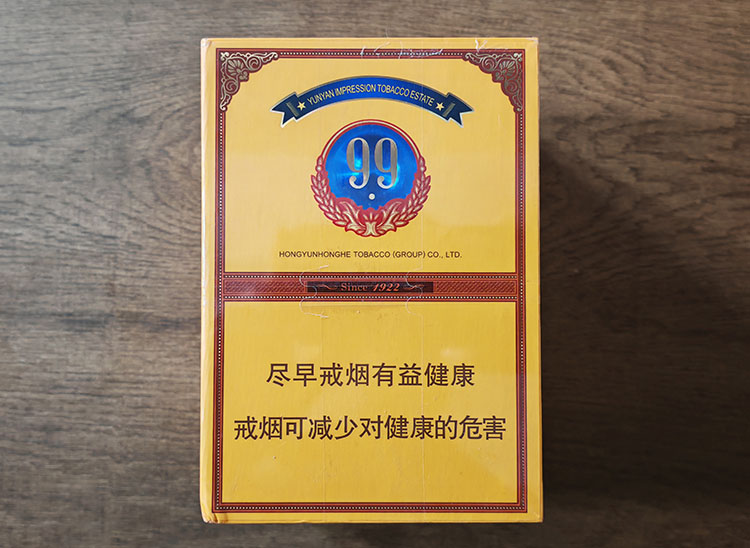 YUNYAN IMPRESSION TOBACCO ESTATE
99
HONGYUNHONGHE TOBACCO (GROUP) CO., LTD.
Since 1922
尽早戒烟有益健康
戒烟可减少对健康的危害